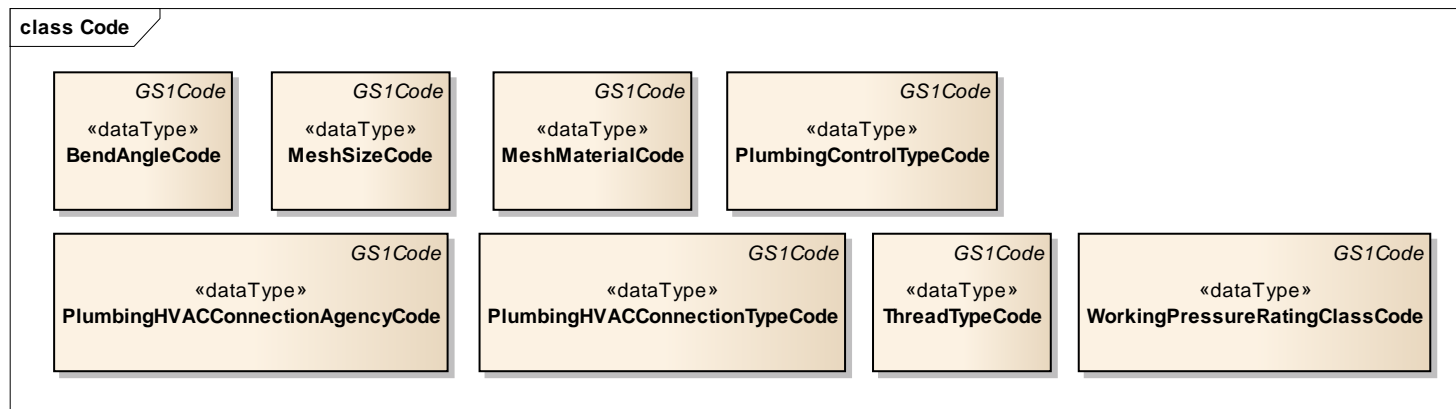 class Code
GS1Code
«dataType»
BendAngleCode
GS1Code
«dataType»
MeshSizeCode
GS1Code
«dataType»
MeshMaterialCode
GS1Code
«dataType»
PlumbingControlTypeCode
GS1Code
«dataType»
PlumbingHVACConnectionAgencyCode
GS1Code
«dataType»
PlumbingHVACConnectionTypeCode
GS1Code
«dataType»
ThreadTypeCode
GS1Code
«dataType»
WorkingPressureRatingClassCode